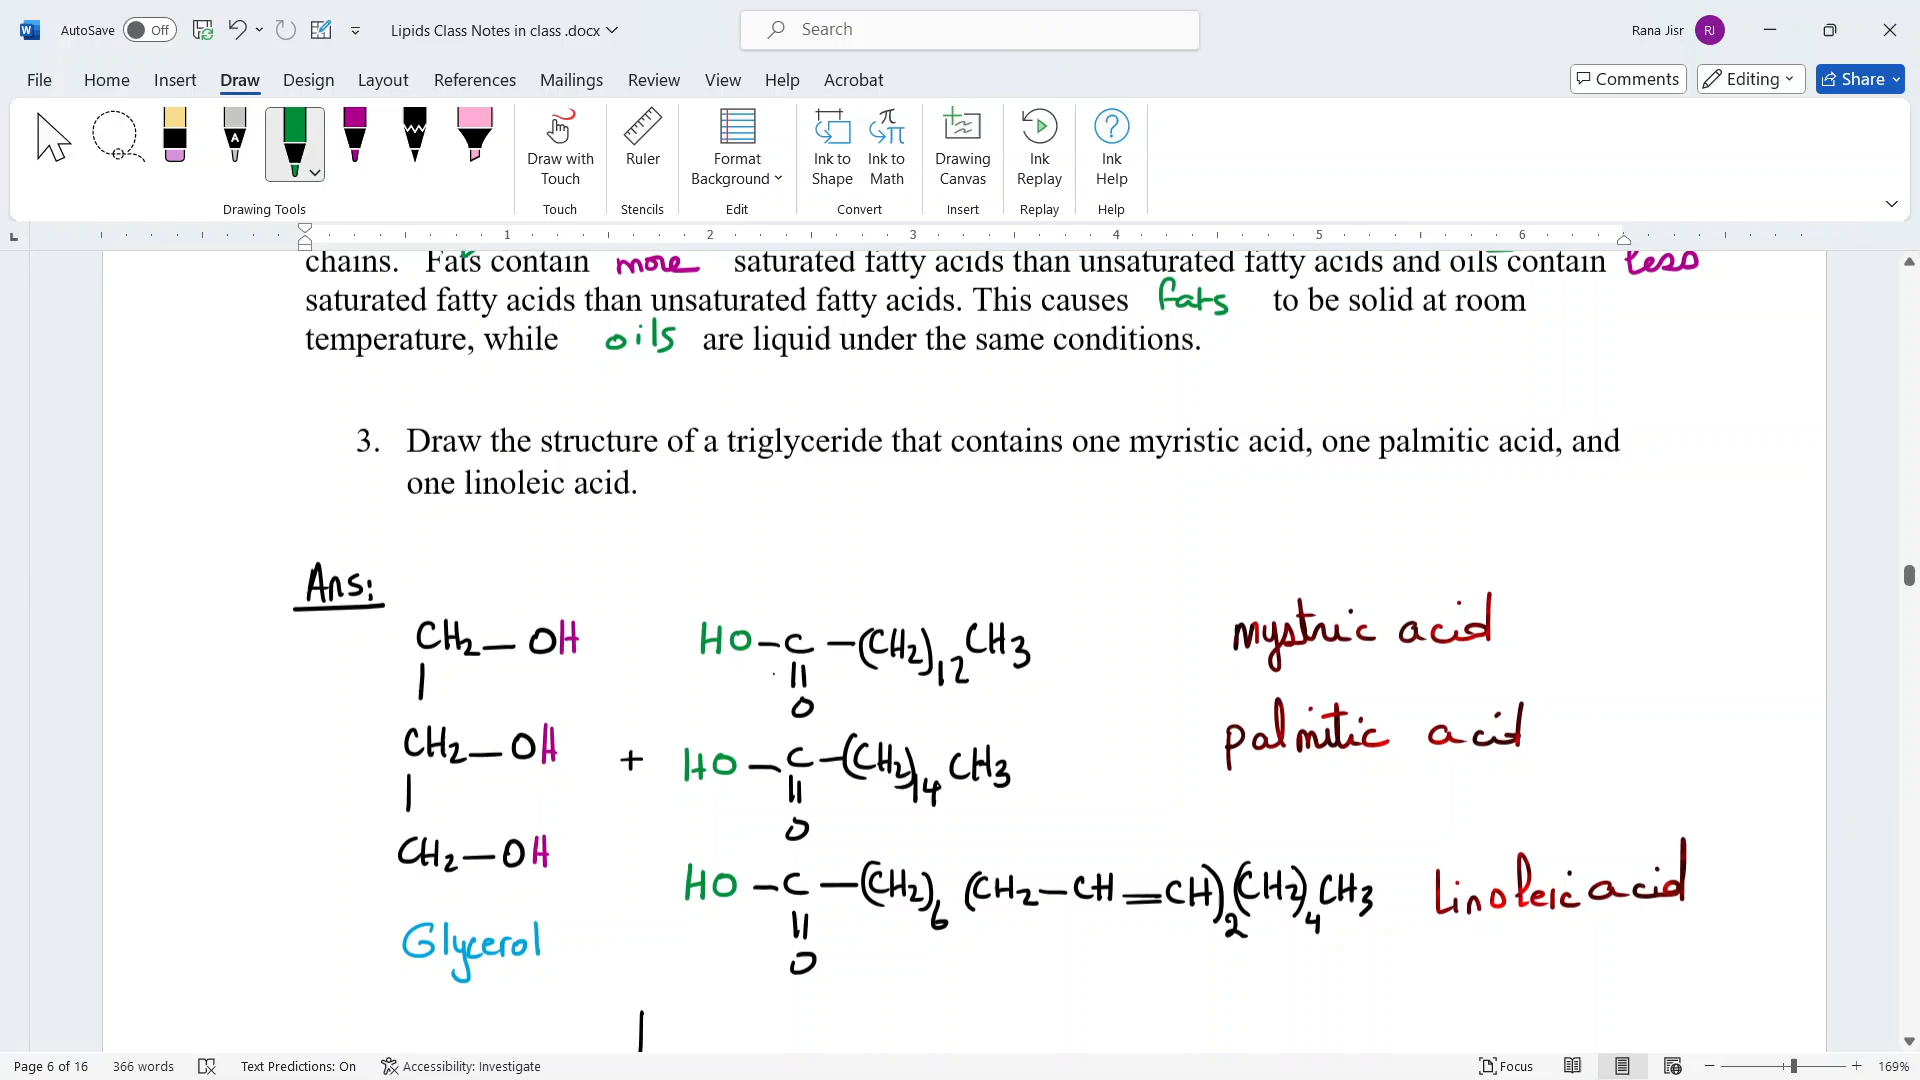 AutoSave Off Lipids Class Notes in class .docx Search Rana Jisr RJ
File Home Insert Draw Design Layout References Mailings Review View Help Acrobat Comments Editing Share
Draw with Touch Ruler Format Background Ink to Shape Ink to Math Drawing Canvas Ink Replay Ink Help
Drawing Tools Touch Stencils Edit Convert Insert Replay Help
1 2 3 4 5 6
chains. Fats contain more saturated fatty acids than unsaturated fatty acids and oils contain less
saturated fatty acids than unsaturated fatty acids. This causes fats to be solid at room
temperature, while oils are liquid under the same conditions.
3. Draw the structure of a triglyceride that contains one myristic acid, one palmitic acid, and
one linoleic acid.
Ans:
CH2—OH HO—C—(CH2)12CH3 mystric acid
O
CH2—OH + HO—C—(CH2)14CH3 palmitic acid
O
CH2—OH HO—C—(CH2)6(CH2—CH=CH)2(CH2)4CH3 Linoleic acid
O
Glycerol
Page 6 of 16 366 words Text Predictions: On Accessibility: Investigate Focus 169%